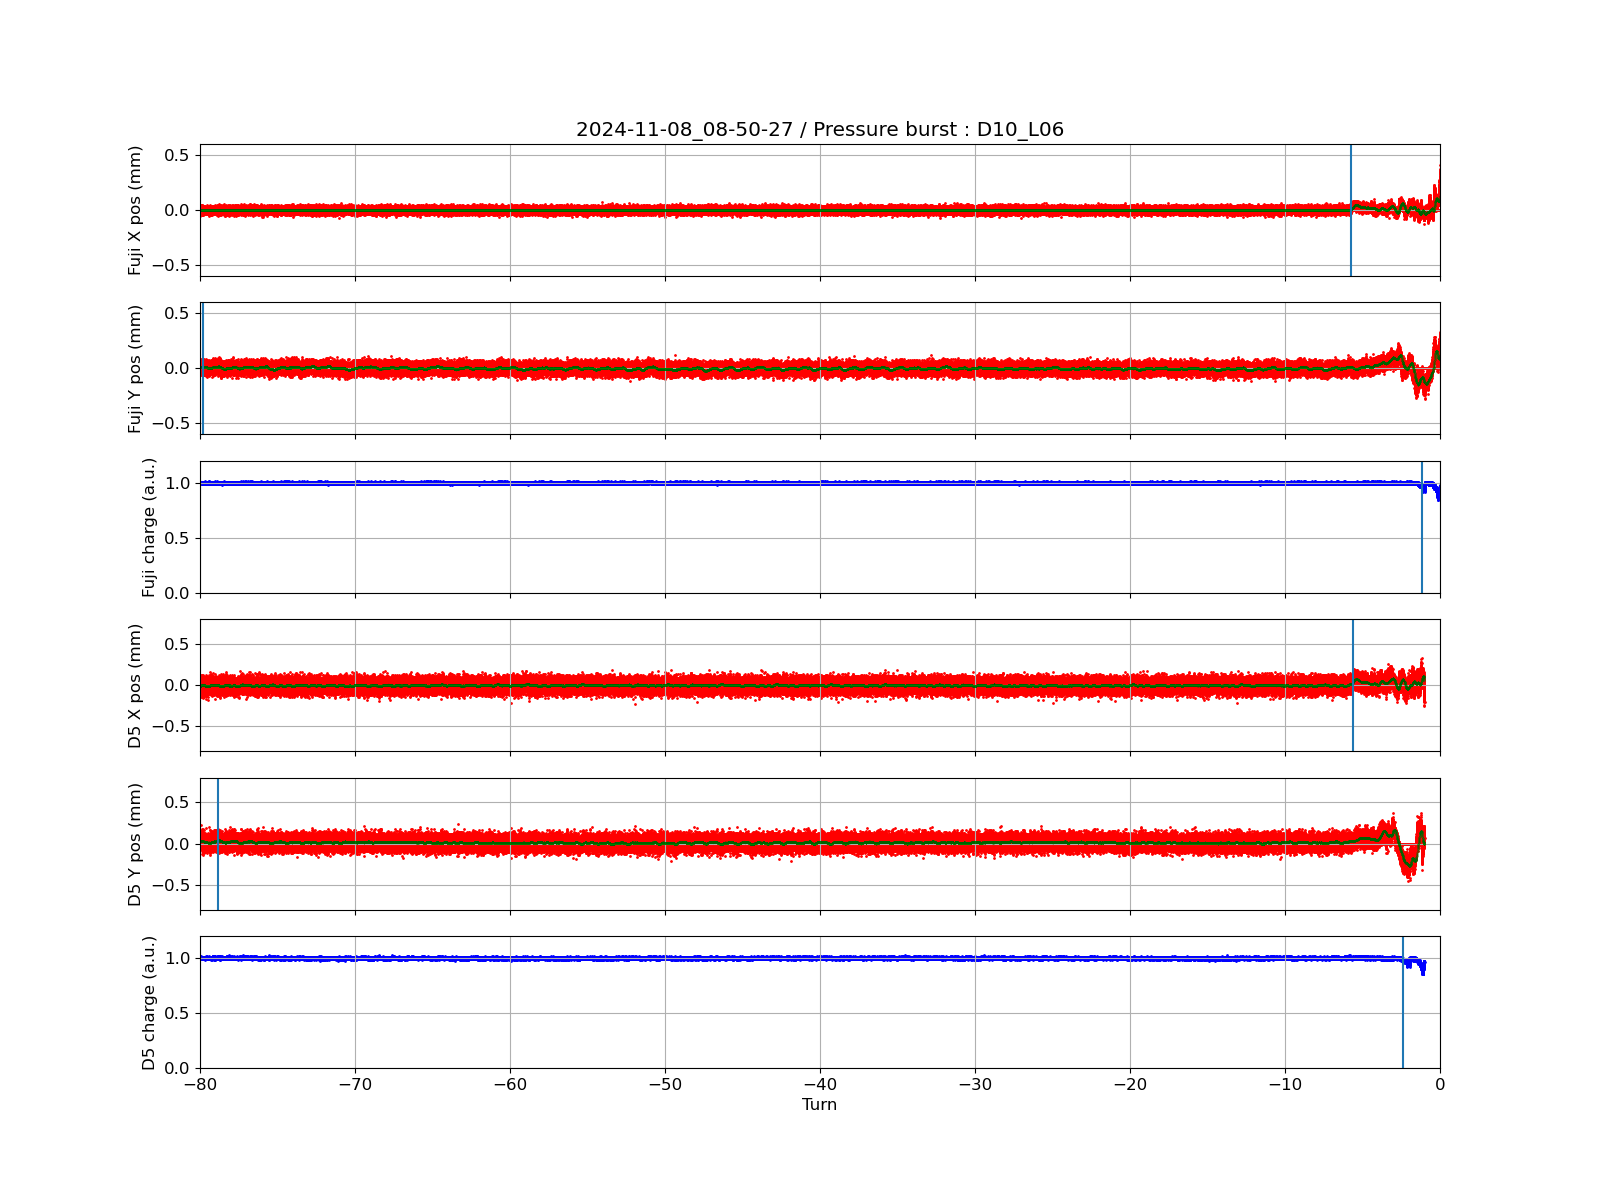 2024-11-08_08-50-27 / Pressure burst : D10_L06
Fuji X pos (mm)
0.5
0.0
−0.5
Fuji Y pos (mm)
0.5
0.0
−0.5
Fuji charge (a.u.)
1.0
0.5
0.0
D5 X pos (mm)
0.5
0.0
−0.5
D5 Y pos (mm)
0.5
0.0
−0.5
D5 charge (a.u.)
1.0
0.5
0.0
−80 −70 −60 −50 −40 −30 −20 −10 0
Turn